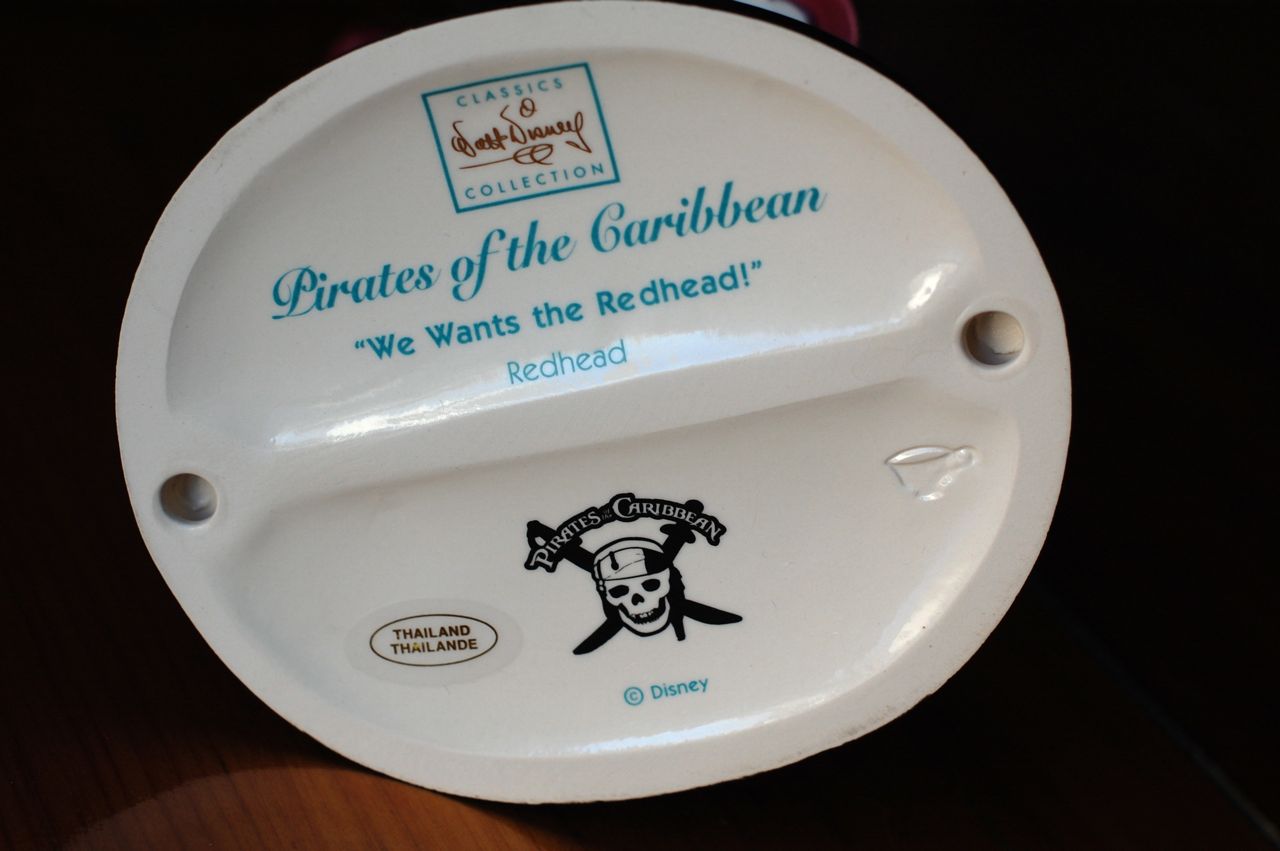 CLASSICS
Walt Disney
COLLECTION
Pirates of the Caribbean
“We Wants the Redhead!”
Redhead
PIRATES OF THE CARIBBEAN
THAILAND
THAILANDE
© Disney